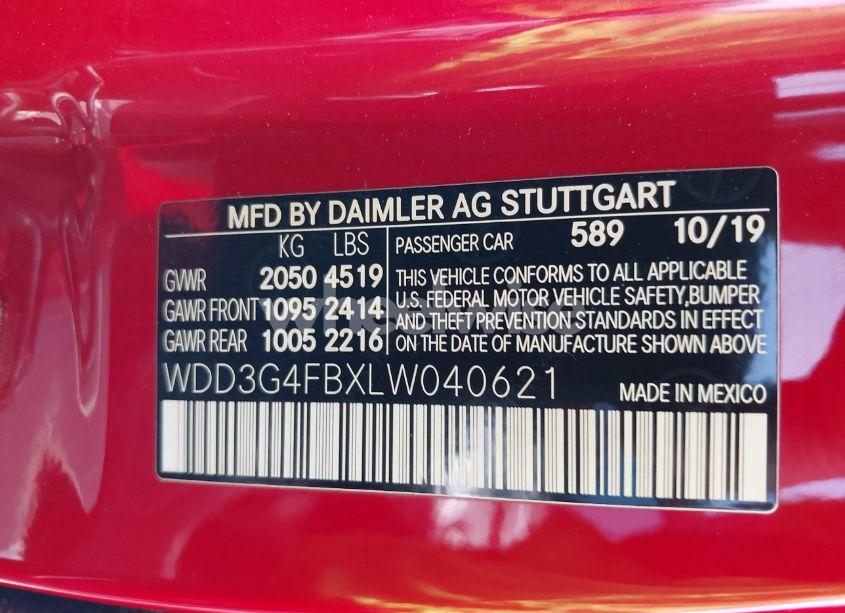 MFD BY DAIMLER AG STUTTGART
KG LBS
GVWR 2050 4519
GAWR FRONT 1095 2414
GAWR REAR 1005 2216
PASSENGER CAR 589 10/19
THIS VEHICLE CONFORMS TO ALL APPLICABLE
U.S. FEDERAL MOTOR VEHICLE SAFETY,BUMPER
AND THEFT PREVENTION STANDARDS IN EFFECT
ON THE DATE OF MANUFACTURE SHOWN ABOVE
WDD3G4FBXLW040621
MADE IN MEXICO